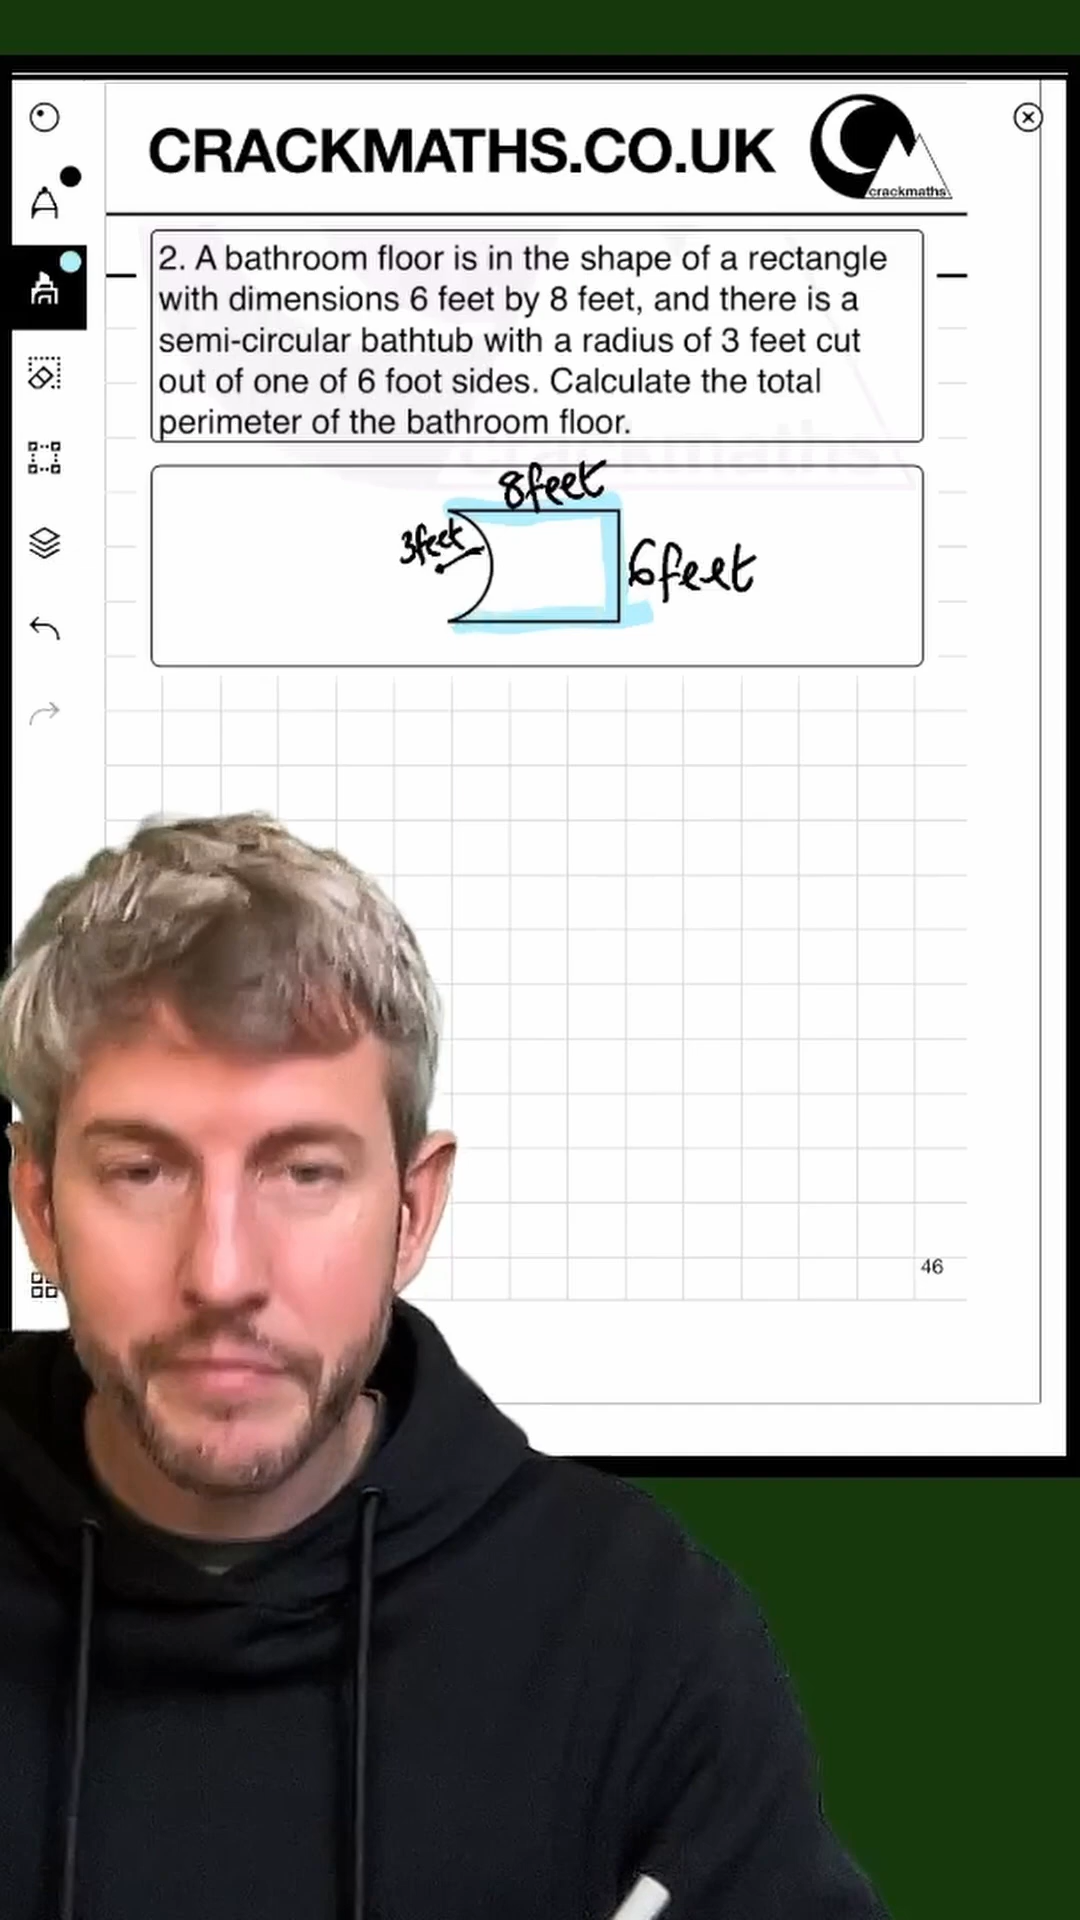 CRACKMATHS.CO.UK
crackmaths
2. A bathroom floor is in the shape of a rectangle
with dimensions 6 feet by 8 feet, and there is a
semi-circular bathtub with a radius of 3 feet cut
out of one of 6 foot sides. Calculate the total
perimeter of the bathroom floor.
crackmaths
8feet
3feet
6feet
46